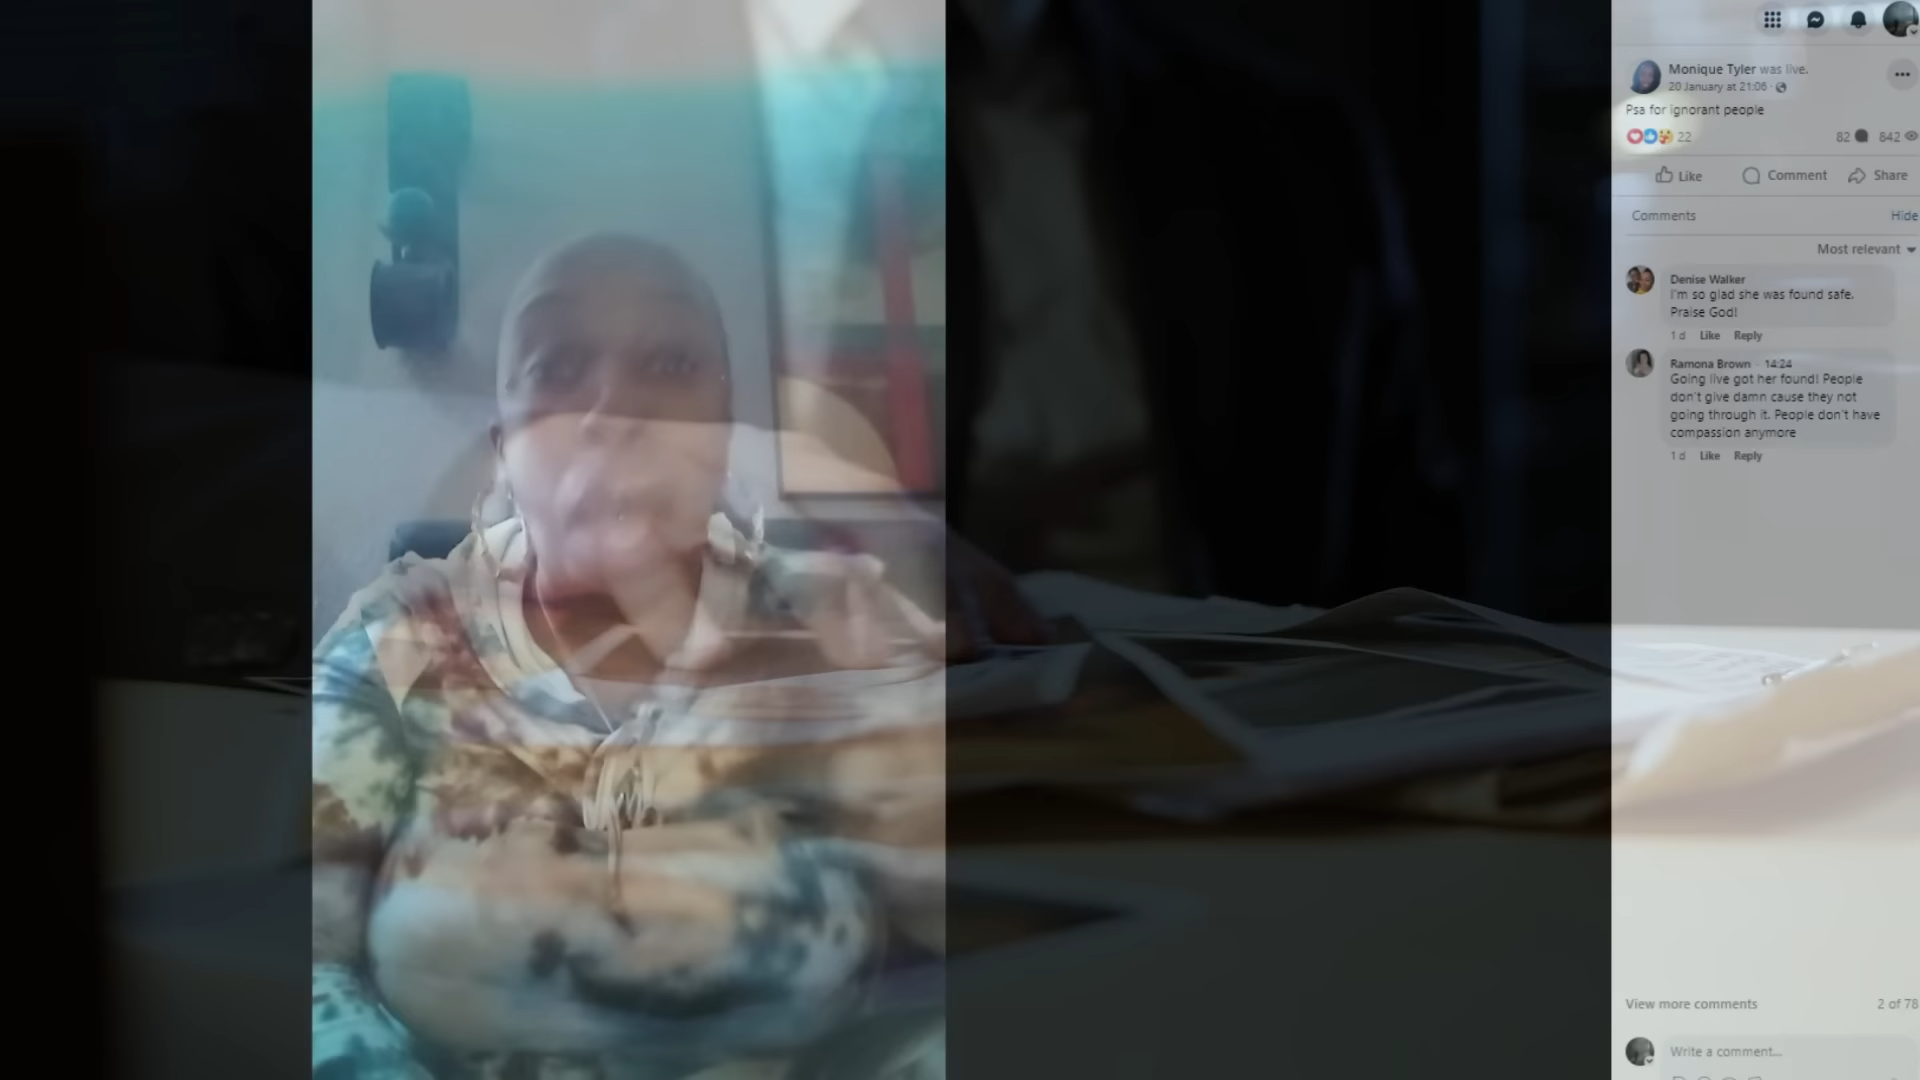 Monique Tyler was live.
20 January at 21:06
Psa for ignorant people
22
82
842
Like
Comment
Share
Comments
Hide
Most relevant
Denise Walker
I'm so glad she was found safe.
Praise God!
1 d Like Reply
Ramona Brown · 14:24
Going live got her found! People
don't give damn cause they not
going through it. People don't have
compassion anymore
1 d Like Reply
View more comments
2 of 78
Write a comment...